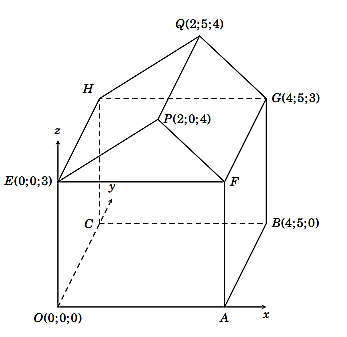 Q(2;5;4)
H
G(4;5;3)
P(2;0;4)
z
E(0;0;3)
F
y
C
B(4;5;0)
O(0;0;0)
A
x